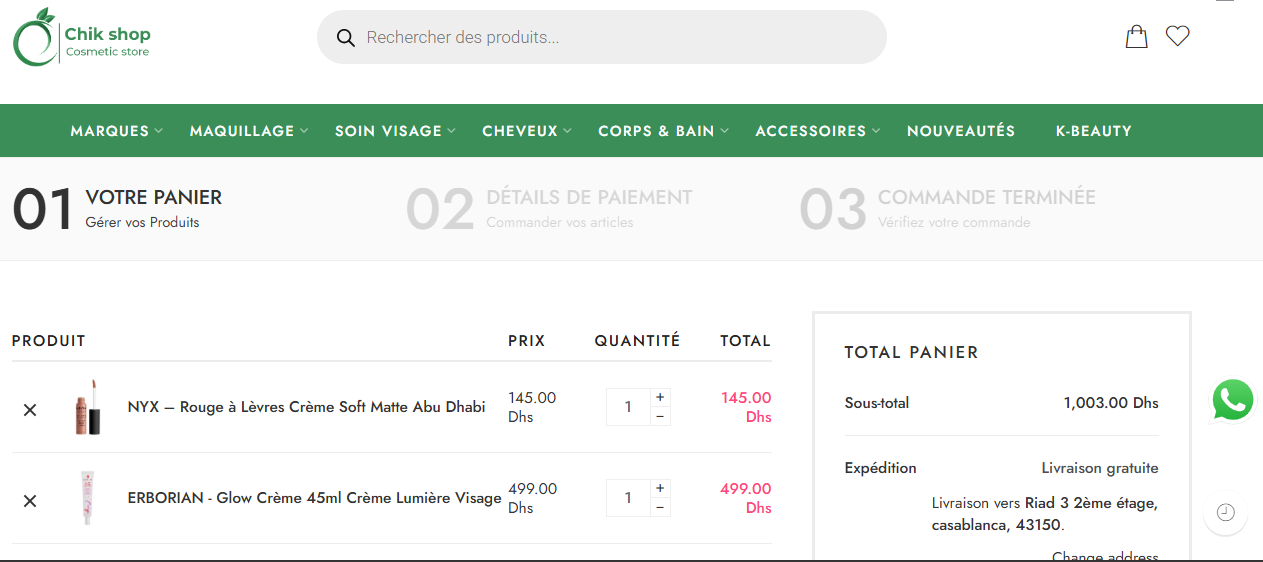 Chik shop
Cosmetic store
Rechercher des produits...
MARQUES MAQUILLAGE SOIN VISAGE CHEVEUX CORPS & BAIN ACCESSOIRES NOUVEAUTÉS K-BEAUTY
01 VOTRE PANIER
Gérer vos Produits
02 DÉTAILS DE PAIEMENT
Commander vos articles
03 COMMANDE TERMINÉE
Vérifiez votre commande
PRODUIT PRIX QUANTITÉ TOTAL
NYX – Rouge à Lèvres Crème Soft Matte Abu Dhabi 145.00 Dhs 1 + − 145.00 Dhs
ERBORIAN - Glow Crème 45ml Crème Lumière Visage 499.00 Dhs 1 + − 499.00 Dhs
TOTAL PANIER
Sous-total 1,003.00 Dhs
Expédition Livraison gratuite
Livraison vers Riad 3 2ème étage,
casablanca, 43150.
Change address